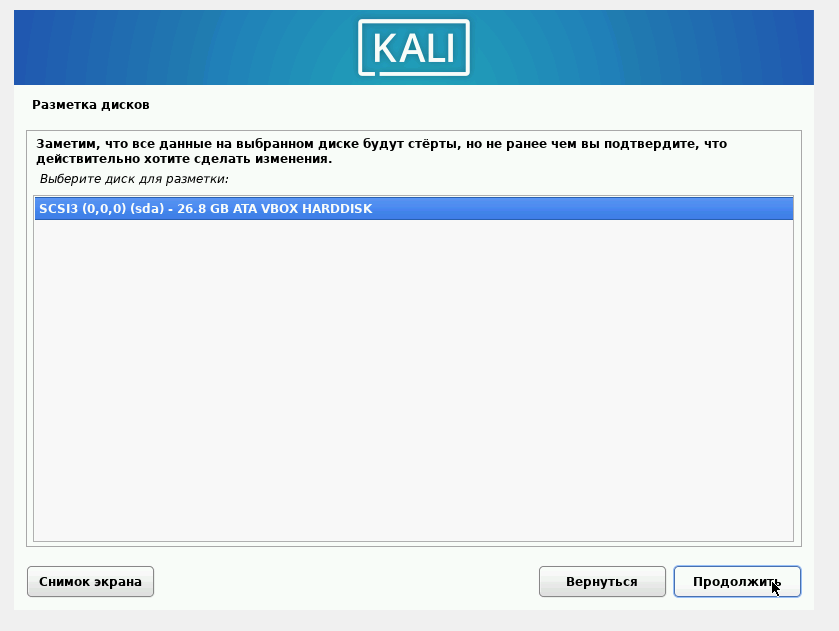 KALI
Разметка дисков
Заметим, что все данные на выбранном диске будут стёрты, но не ранее чем вы подтвердите, что
действительно хотите сделать изменения.
Выберите диск для разметки:
SCSI3 (0,0,0) (sda) - 26.8 GB ATA VBOX HARDDISK
Снимок экрана
Вернуться
Продолжить